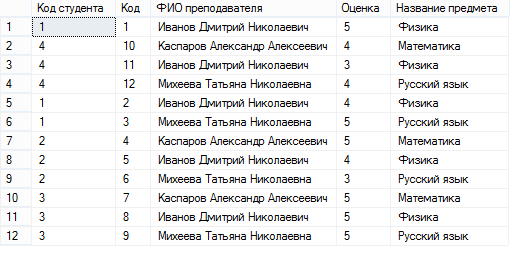 Код студента Код ФИО преподавателя Оценка Название предмета
1 1 1 Иванов Дмитрий Николаевич 5 Физика
2 4 10 Каспаров Александр Алексеевич 4 Математика
3 4 11 Иванов Дмитрий Николаевич 3 Физика
4 4 12 Михеева Татьяна Николаевна 4 Русский язык
5 1 2 Иванов Дмитрий Николаевич 4 Физика
6 1 3 Михеева Татьяна Николаевна 5 Русский язык
7 2 4 Каспаров Александр Алексеевич 5 Математика
8 2 5 Иванов Дмитрий Николаевич 4 Физика
9 2 6 Михеева Татьяна Николаевна 3 Русский язык
10 3 7 Каспаров Александр Алексеевич 5 Математика
11 3 8 Иванов Дмитрий Николаевич 5 Физика
12 3 9 Михеева Татьяна Николаевна 5 Русский язык